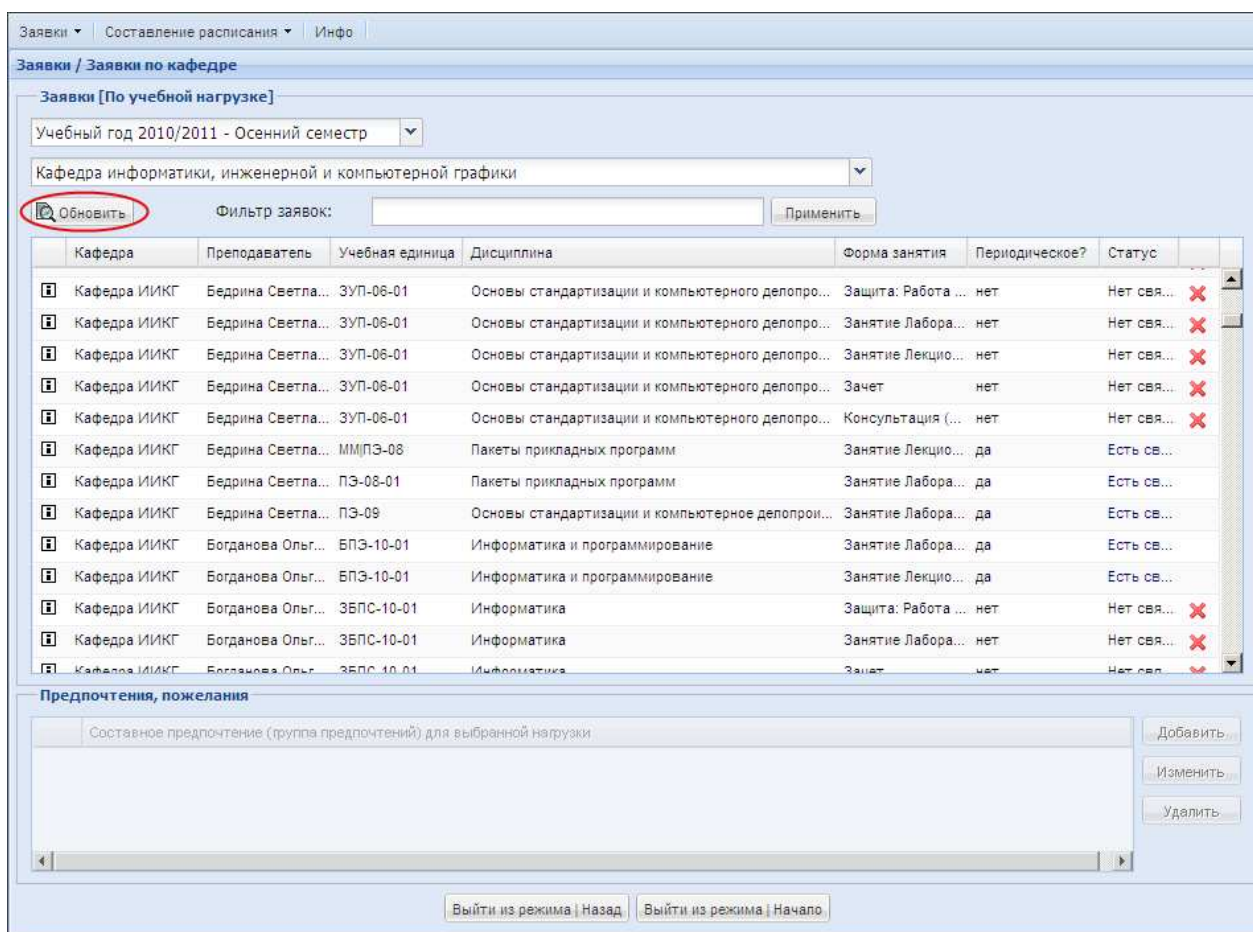 Заявки Составление расписания Инфо
Заявки / Заявки по кафедре
Заявки [По учебной нагрузке]
Учебный год 2010/2011 - Осенний семестр
Кафедра информатики, инженерной и компьютерной графики
Обновить Фильтр заявок: Применить
Кафедра Преподаватель Учебная единица Дисциплина Форма занятия Периодическое? Статус
Кафедра ИИКГ Бедрина Светла... ЗУП-06-01 Основы стандартизации и компьютерного делопро... Защита: Работа ... нет Нет свя...
Кафедра ИИКГ Бедрина Светла... ЗУП-06-01 Основы стандартизации и компьютерного делопро... Занятие Лабора... нет Нет свя...
Кафедра ИИКГ Бедрина Светла... ЗУП-06-01 Основы стандартизации и компьютерного делопро... Занятие Лекцио... нет Нет свя...
Кафедра ИИКГ Бедрина Светла... ЗУП-06-01 Основы стандартизации и компьютерного делопро... Зачет нет Нет свя...
Кафедра ИИКГ Бедрина Светла... ЗУП-06-01 Основы стандартизации и компьютерного делопро... Консультация (... нет Нет свя...
Кафедра ИИКГ Бедрина Светла... ММ|ПЭ-08 Пакеты прикладных программ Занятие Лекцио... да Есть св...
Кафедра ИИКГ Бедрина Светла... ПЭ-08-01 Пакеты прикладных программ Занятие Лабора... да Есть св...
Кафедра ИИКГ Бедрина Светла... ПЭ-09 Основы стандартизации и компьютерное делопрои... Занятие Лабора... да Есть св...
Кафедра ИИКГ Богданова Ольг... БПЭ-10-01 Информатика и программирование Занятие Лабора... да Есть св...
Кафедра ИИКГ Богданова Ольг... БПЭ-10-01 Информатика и программирование Занятие Лекцио... да Есть св...
Кафедра ИИКГ Богданова Ольг... ЗБПС-10-01 Информатика Защита: Работа ... нет Нет свя...
Кафедра ИИКГ Богданова Ольг... ЗБПС-10-01 Информатика Занятие Лабора... нет Нет свя...
Кафедра ИИКГ Богданова Ольг... ЗБПС-10-01 Информатика Зачет нет Нет свя...
Предпочтения, пожелания
Составное предпочтение (группа предпочтений) для выбранной нагрузки
Добавить
Изменить
Удалить
Выйти из режима | Назад Выйти из режима | Начало